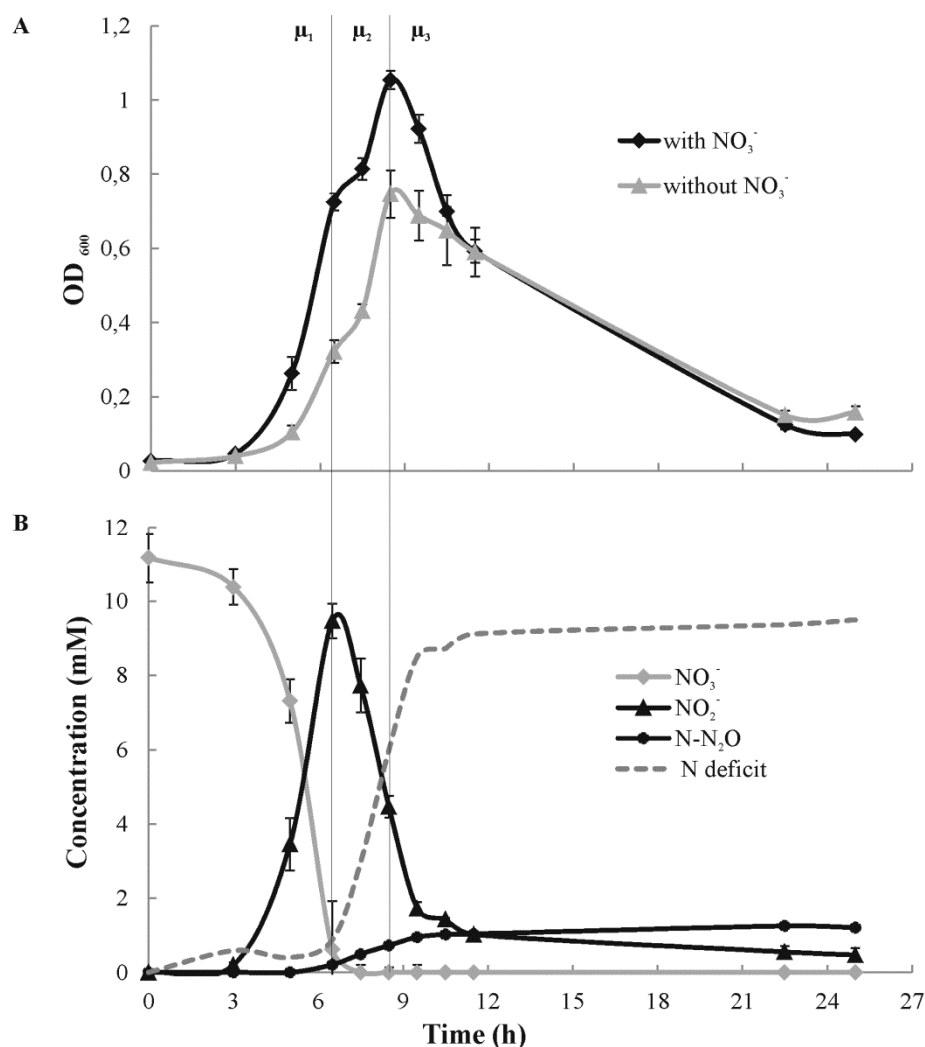 A
μ₁ μ₂ μ₃
1,2
1
0,8
0,6
0,4
0,2
0
OD ₆₀₀
with NO₃⁻
without NO₃⁻
B
12
10
8
6
4
2
0
Concentration (mM)
NO₃⁻
NO₂⁻
N-N₂O
N deficit
0 3 6 9 12 15 18 21 24 27
Time (h)